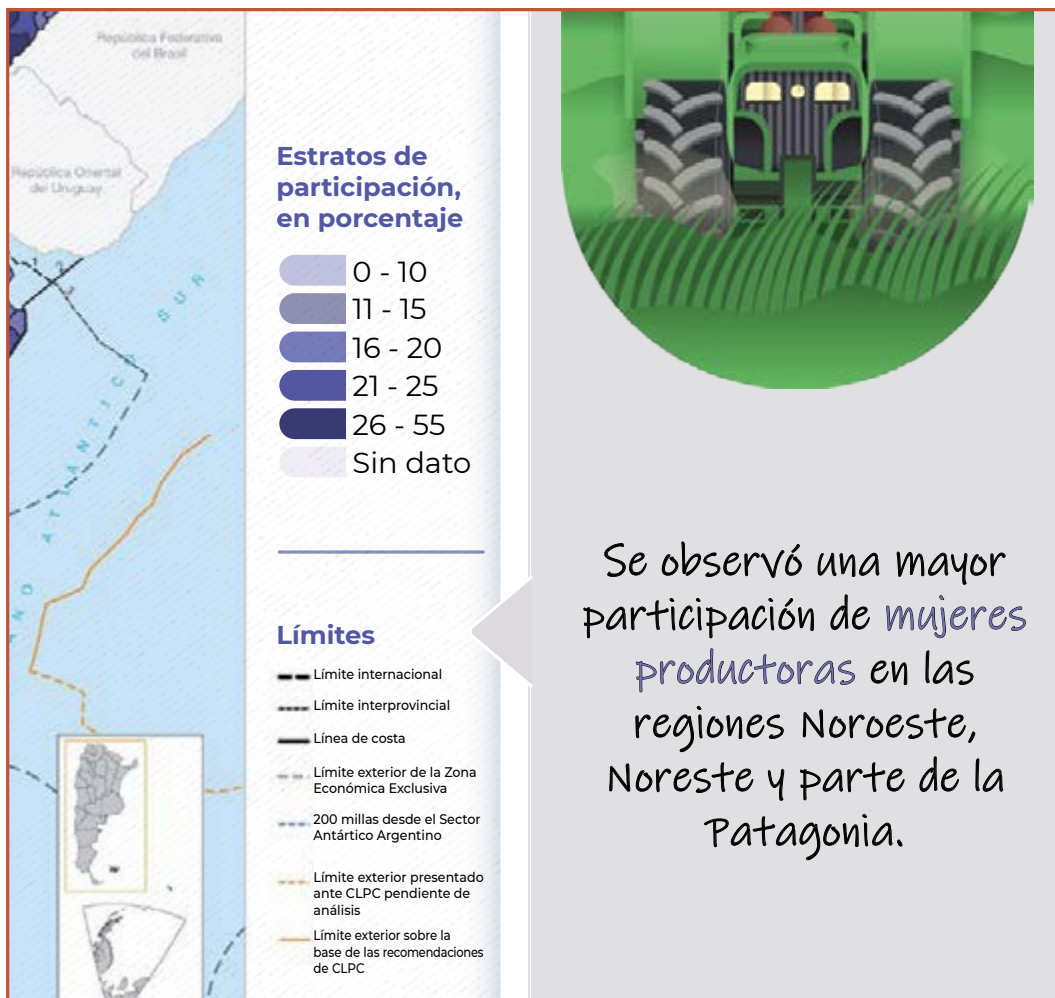 República Federativa
del Brasil
República Oriental
del Uruguay
SUR
ATLÁNTICO
Estratos de
participación,
en porcentaje
0 - 10
11 - 15
16 - 20
21 - 25
26 - 55
Sin dato
Límites
Límite internacional
Límite interprovincial
Línea de costa
Límite exterior de la Zona
Económica Exclusiva
200 millas desde el Sector
Antártico Argentino
Límite exterior presentado
ante CLPC pendiente de
análisis
Límite exterior sobre la
base de las recomendaciones
de CLPC
Se observó una mayor
participación de mujeres
productoras en las
regiones Noroeste,
Noreste y parte de la
Patagonia.